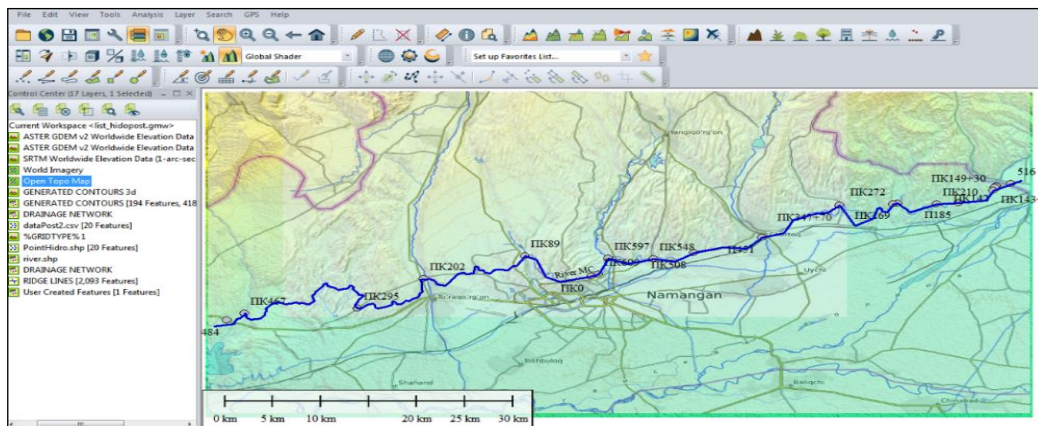 File Edit View Tools Analysis Layer Search GPS Help
Global Shader
Set up Favorites List...
Control Center (17 Layers, 1 Selected)
Current Workspace <list_hidopost.gmw>
ASTER GDEM v2 Worldwide Elevation Data
ASTER GDEM v2 Worldwide Elevation Data
SRTM Worldwide Elevation Data (1-arc-sec
World Imagery
Open Topo Map
GENERATED CONTOURS 3d
GENERATED CONTOURS [194 Features, 418
DRAINAGE NETWORK
dataPost2.csv [20 Features]
%GRIDTYPE% 1
PointHidro.shp [20 Features]
river.shp
DRAINAGE NETWORK
RIDGE LINES [2,093 Features]
User Created Features [1 Features]
ПК149+30
516
ПК272
ПК210
ПК143+
ПК147
П185
ПК269
ПК247+70
П451
ПК548
ПК508
ПК597
ПК609
ПК89
River MC
ПК0
ПК202
ПК295
ПК467
484
Namangan
Uychi
Shahand
0 km 5 km 10 km 20 km 25 km 30 km